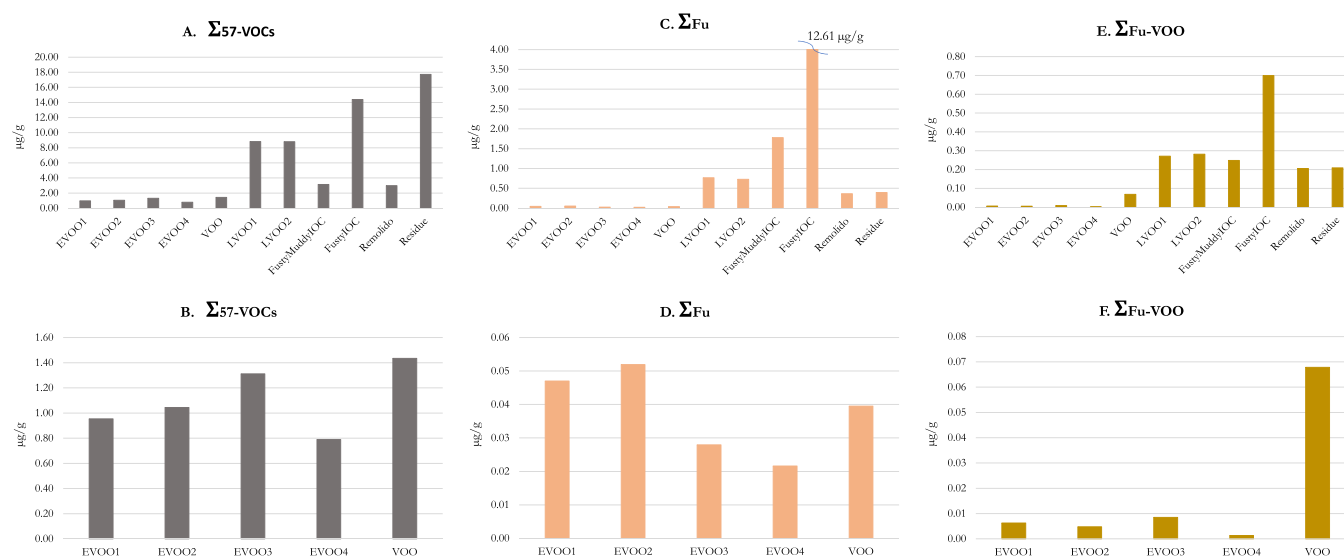 A. Σ57-VOCs
20.00
18.00
16.00
14.00
12.00
10.00
8.00
6.00
4.00
2.00
0.00
µg/g
EVOO1
EVOO2
EVOO3
EVOO4
VOO
LVOO1
LVOO2
FustyMuddyIOC
FustyIOC
Remolido
Residue
C. ΣFu
12.61 µg/g
4.00
3.50
3.00
2.50
2.00
1.50
1.00
0.50
0.00
µg/g
EVOO1
EVOO2
EVOO3
EVOO4
VOO
LVOO1
LVOO2
FustyMuddyIOC
FustyIOC
Remolido
Residue
E. ΣFu-VOO
0.80
0.70
0.60
0.50
0.40
0.30
0.20
0.10
0.00
µg/g
EVOO1
EVOO2
EVOO3
EVOO4
VOO
LVOO1
LVOO2
FustyMuddyIOC
FustyIOC
Remolido
Residue
B. Σ57-VOCs
1.60
1.40
1.20
1.00
0.80
0.60
0.40
0.20
0.00
µg/g
EVOO1 EVOO2 EVOO3 EVOO4 VOO
D. ΣFu
0.06
0.05
0.04
0.03
0.02
0.01
0.00
µg/g
EVOO1 EVOO2 EVOO3 EVOO4 VOO
F. ΣFu-VOO
0.08
0.07
0.06
0.05
0.04
0.03
0.02
0.01
0.00
µg/g
EVOO1 EVOO2 EVOO3 EVOO4 VOO